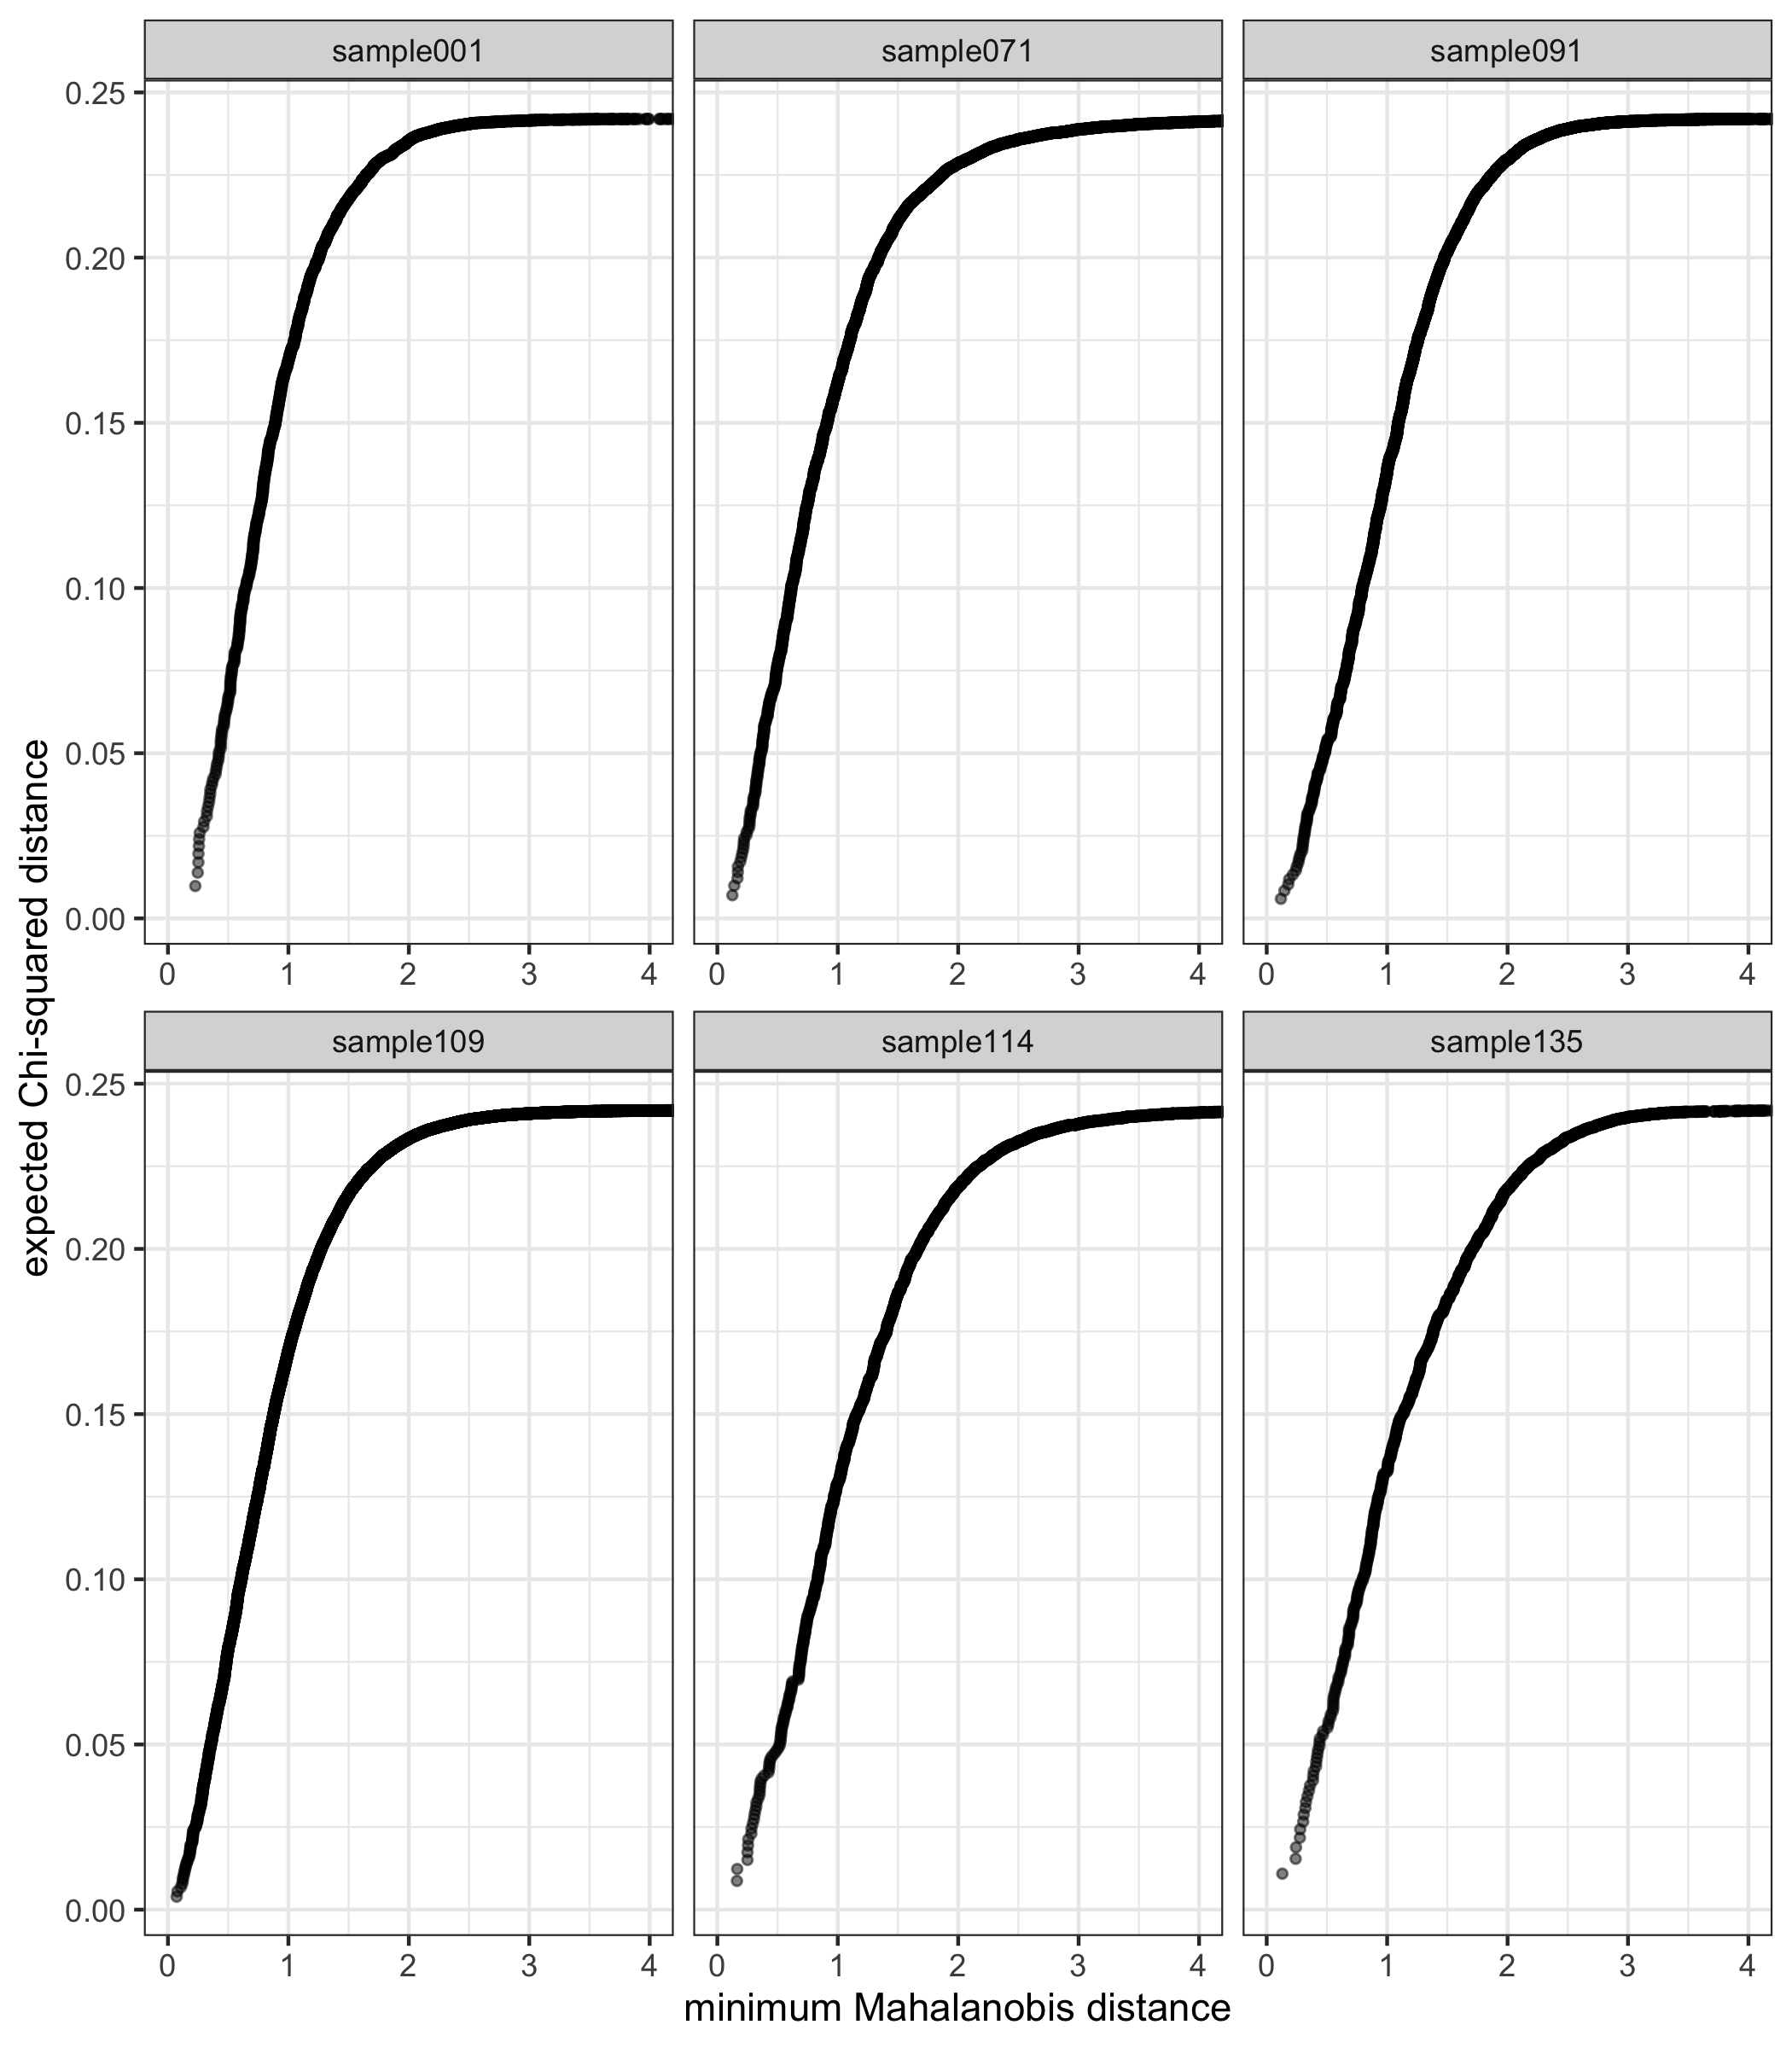 sample001 sample071 sample091
0.25
0.20
0.15
0.10
0.05
0.00
0 1 2 3 4 0 1 2 3 4 0 1 2 3 4
expected Chi-squared distance
sample109 sample114 sample135
0.25
0.20
0.15
0.10
0.05
0.00
0 1 2 3 4 0 1 2 3 4 0 1 2 3 4
minimum Mahalanobis distance